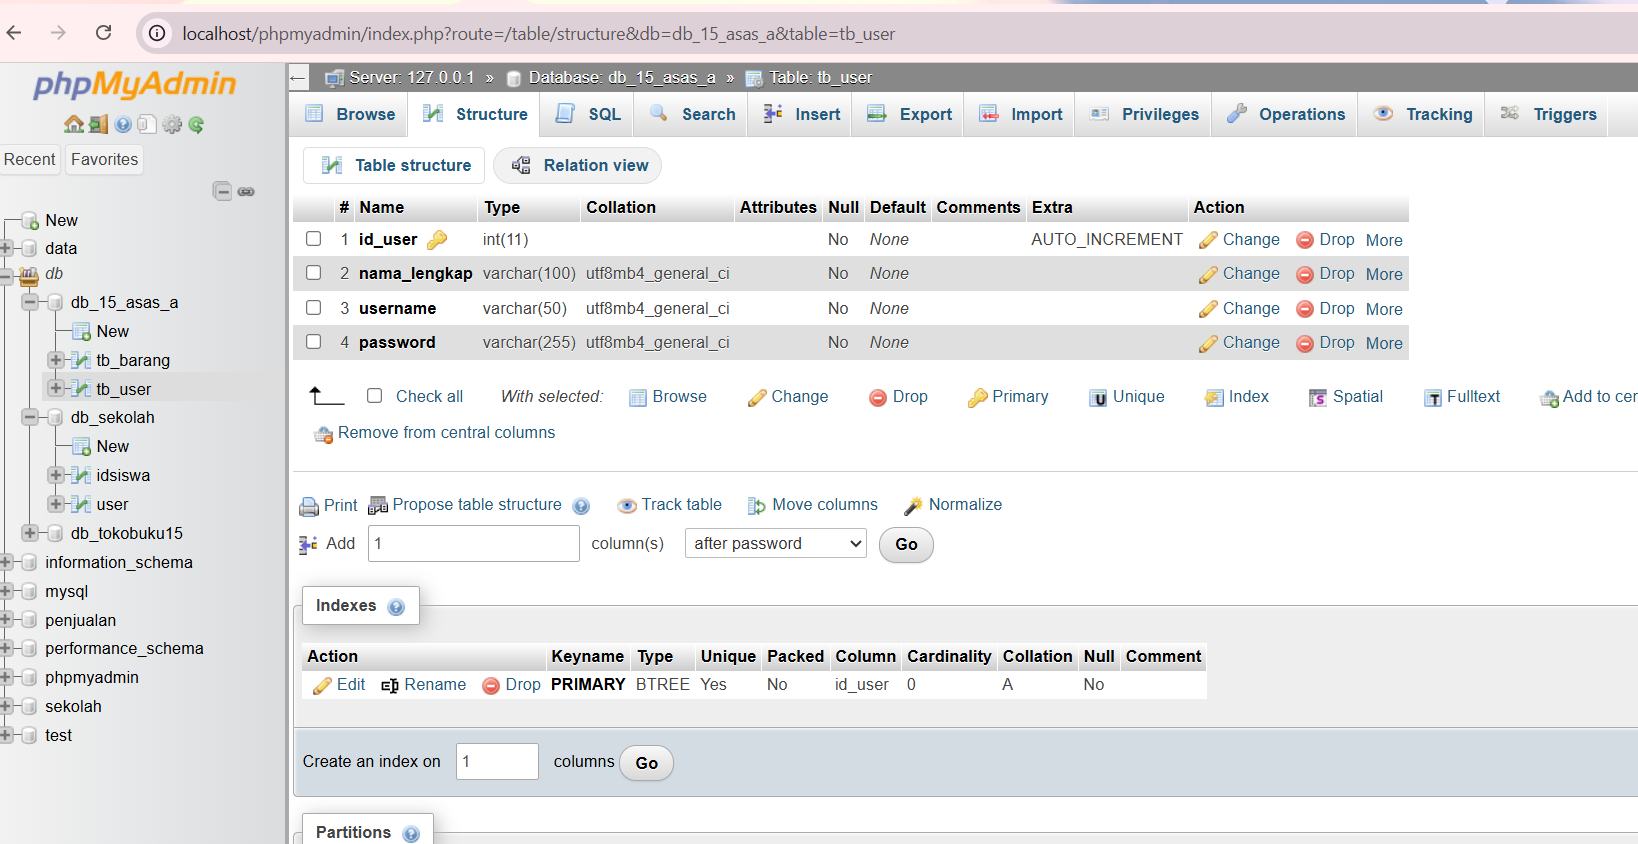 localhost/phpmyadmin/index.php?route=/table/structure&db=db_15_asas_a&table=tb_user
phpMyAdmin
Recent Favorites
New
data
db
db_15_asas_a
New
tb_barang
tb_user
db_sekolah
New
idsiswa
user
db_tokobuku15
information_schema
mysql
penjualan
performance_schema
phpmyadmin
sekolah
test
Server: 127.0.0.1 » Database: db_15_asas_a » Table: tb_user
Browse Structure SQL Search Insert Export Import Privileges Operations Tracking Triggers
Table structure Relation view
# Name Type Collation Attributes Null Default Comments Extra Action
1 id_user int(11) No None AUTO_INCREMENT Change Drop More
2 nama_lengkap varchar(100) utf8mb4_general_ci No None Change Drop More
3 username varchar(50) utf8mb4_general_ci No None Change Drop More
4 password varchar(255) utf8mb4_general_ci No None Change Drop More
Check all With selected: Browse Change Drop Primary Unique Index Spatial Fulltext Add to cer
Remove from central columns
Print Propose table structure Track table Move columns Normalize
Add 1 column(s) after password Go
Indexes
Action Keyname Type Unique Packed Column Cardinality Collation Null Comment
Edit Rename Drop PRIMARY BTREE Yes No id_user 0 A No
Create an index on 1 columns Go
Partitions